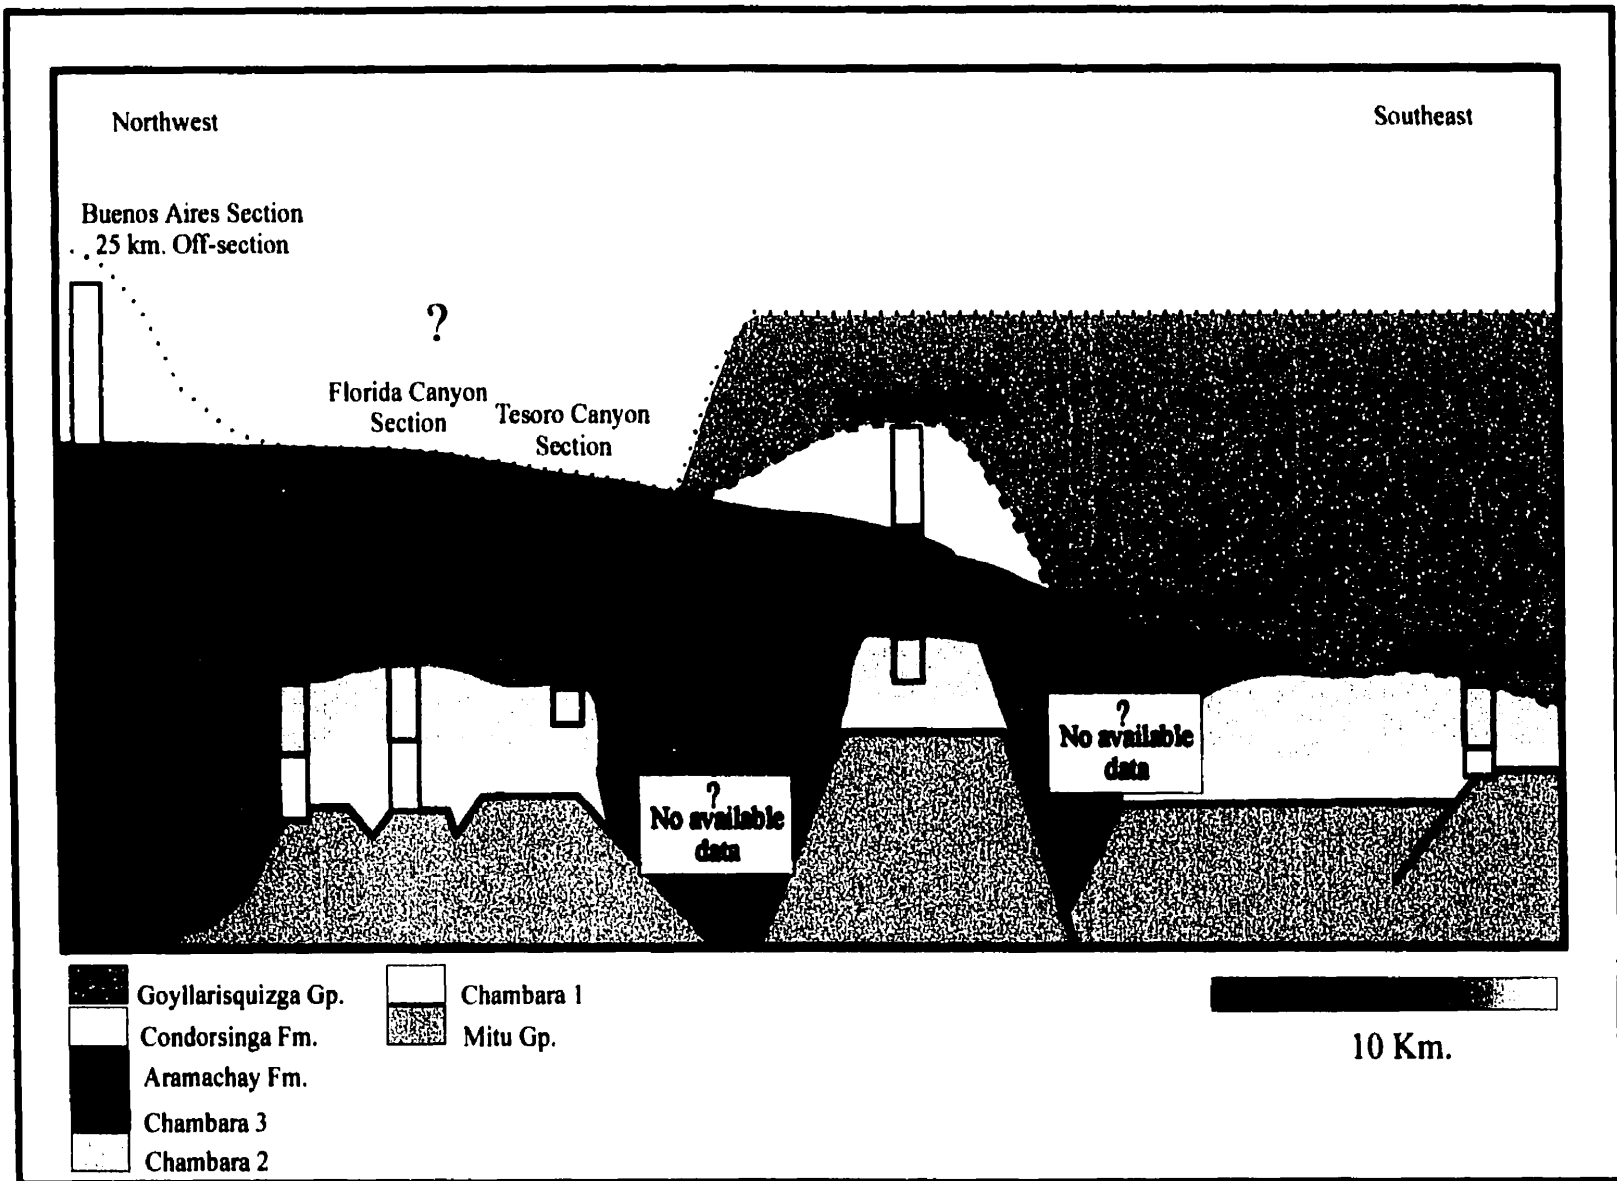 Northwest
Southeast
Buenos Aires Section
25 km. Off-section
?
Florida Canyon
Section
Tesoro Canyon
Section
?
No available
data
?
No available
data
Goyllarisquizga Gp.
Condorsinga Fm.
Aramachay Fm.
Chambara 3
Chambara 2
Chambara 1
Mitu Gp.
10 Km.